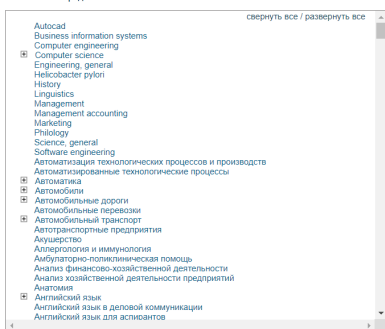 свернуть все / развернуть все
Autocad
Business information systems
Computer engineering
Computer science
Engineering, general
Helicobacter pylori
History
Linguistics
Management
Management accounting
Marketing
Philology
Science, general
Software engineering
Автоматизация технологических процессов и производств
Автоматизированные технологические процессы
Автоматика
Автомобили
Автомобильные дороги
Автомобильные перевозки
Автомобильный транспорт
Автотранспортные предприятия
Акушерство
Аллергология и иммунология
Амбулаторно-поликлиническая помощь
Анализ финансово-хозяйственной деятельности
Анализ хозяйственной деятельности предприятий
Анатомия
Английский язык
Английский язык в деловой коммуникации
Английский язык для аспирантов